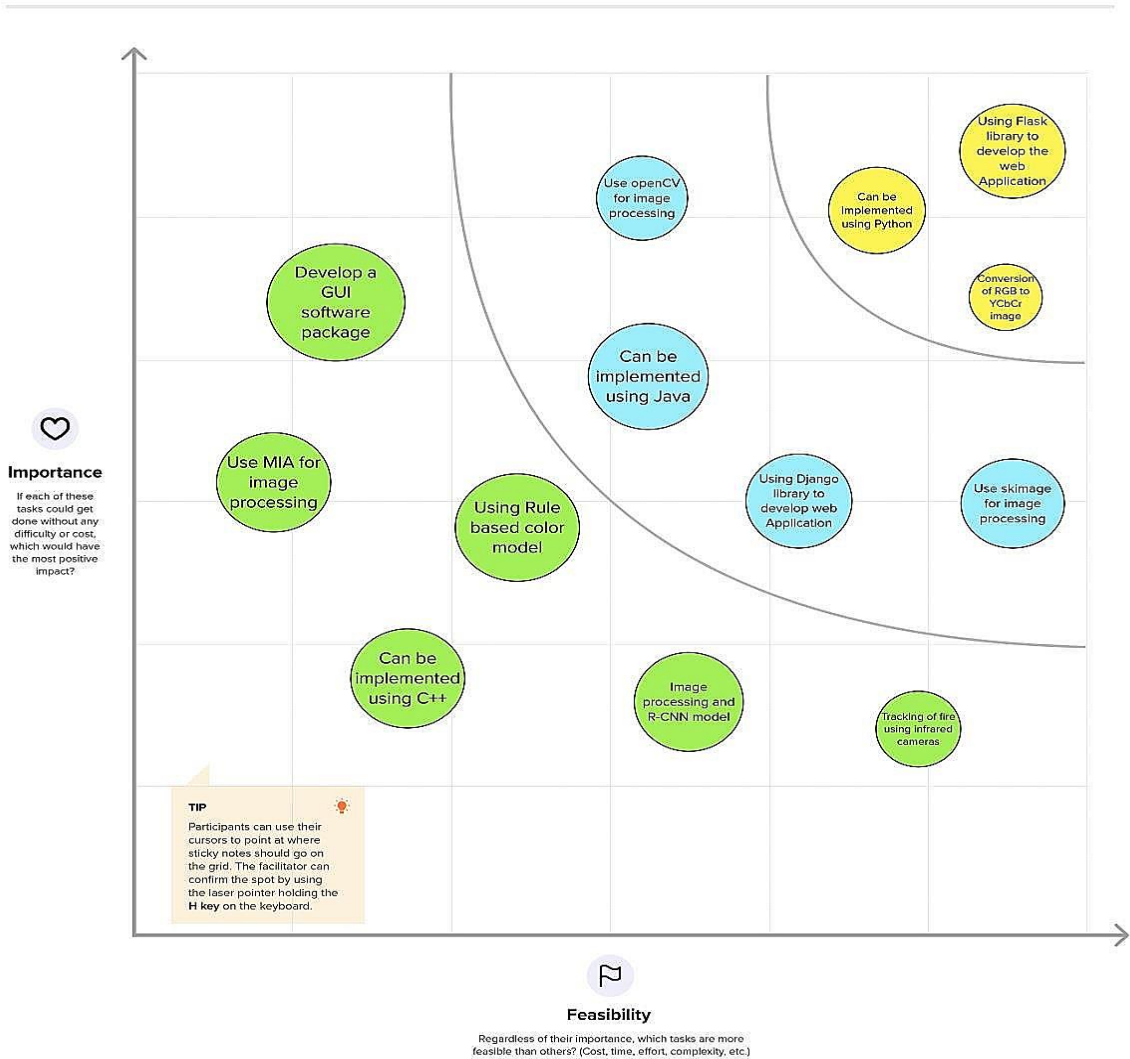 Using Flask
library to
develop the
web
Application
Use openCV
for image
processing
Can be
implemented
using Python
Develop a
GUI
software
package
Conversion
of RGB to
YCbCr
image
Can be
implemented
using Java
Importance
If each of these
tasks could get
done without any
difficulty or cost,
which would have
the most positive
impact?
Use MIA for
image
processing
Using Rule
based color
model
Using Django
library to
develop web
Application
Use skimage
for image
processing
Can be
implemented
using C++
Image
processing and
R-CNN model
Tracking of fire
using infrared
cameras
TIP
Participants can use their
cursors to point at where
sticky notes should go on
the grid. The facilitator can
confirm the spot by using
the laser pointer holding the
H key on the keyboard.
Feasibility
Regardless of their importance, which tasks are more
feasible than others? (Cost, time, effort, complexity, etc.)